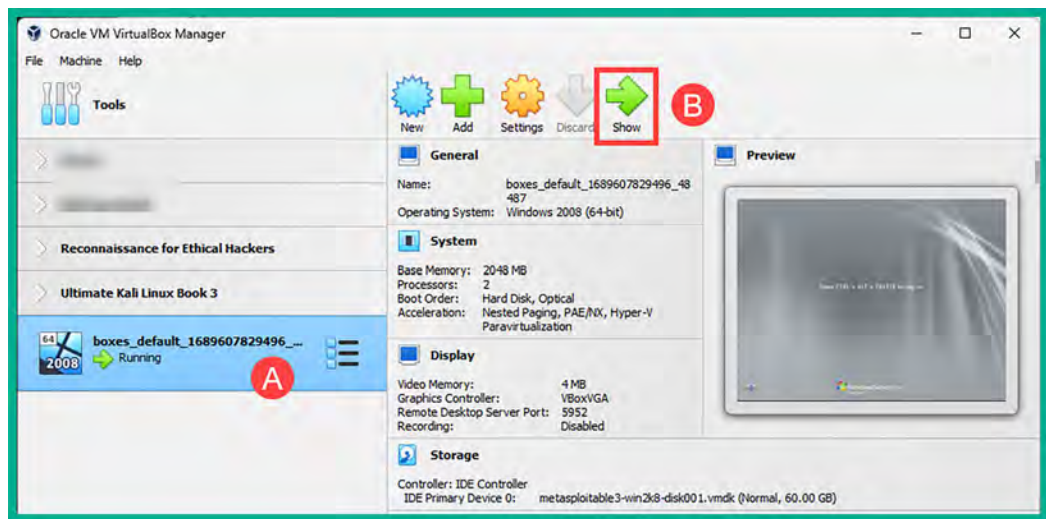 Oracle VM VirtualBox Manager
File Machine Help
Tools
New Add Settings Discard Show
B
Reconnaissance for Ethical Hackers
Ultimate Kali Linux Book 3
64
2008
boxes_default_1689607829496_...
Running
A
General
Name: boxes_default_1689607829496_48
487
Operating System: Windows 2008 (64-bit)
System
Base Memory: 2048 MB
Processors: 2
Boot Order: Hard Disk, Optical
Acceleration: Nested Paging, PAE/NX, Hyper-V
Paravirtualization
Display
Video Memory: 4 MB
Graphics Controller: VBoxVGA
Remote Desktop Server Port: 5952
Recording: Disabled
Storage
Controller: IDE Controller
IDE Primary Device 0: metasploitable3-win2k8-disk001.vmdk (Normal, 60.00 GB)
Preview